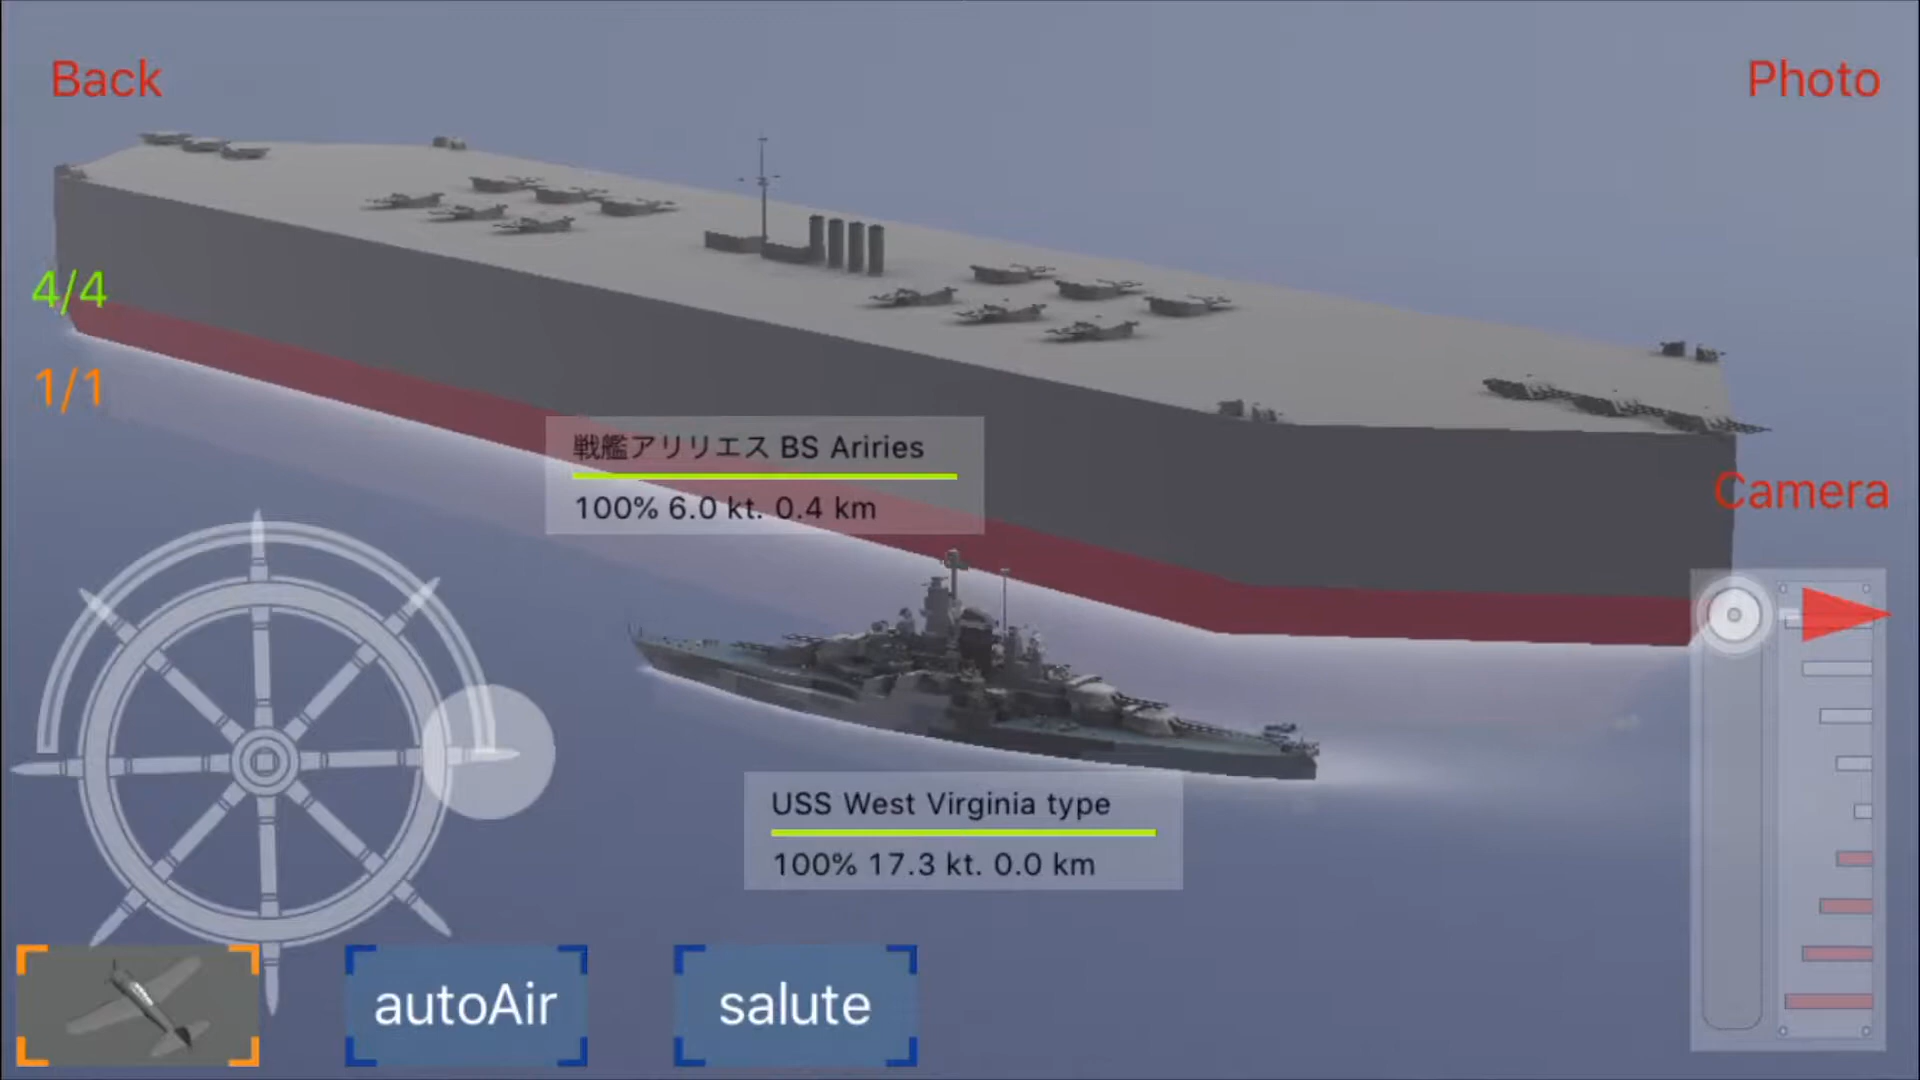 Back
Photo
4/4
1/1
戦艦アリリエス BS Ariries
100% 6.0 kt. 0.4 km
Camera
USS West Virginia type
100% 17.3 kt. 0.0 km
autoAir
salute